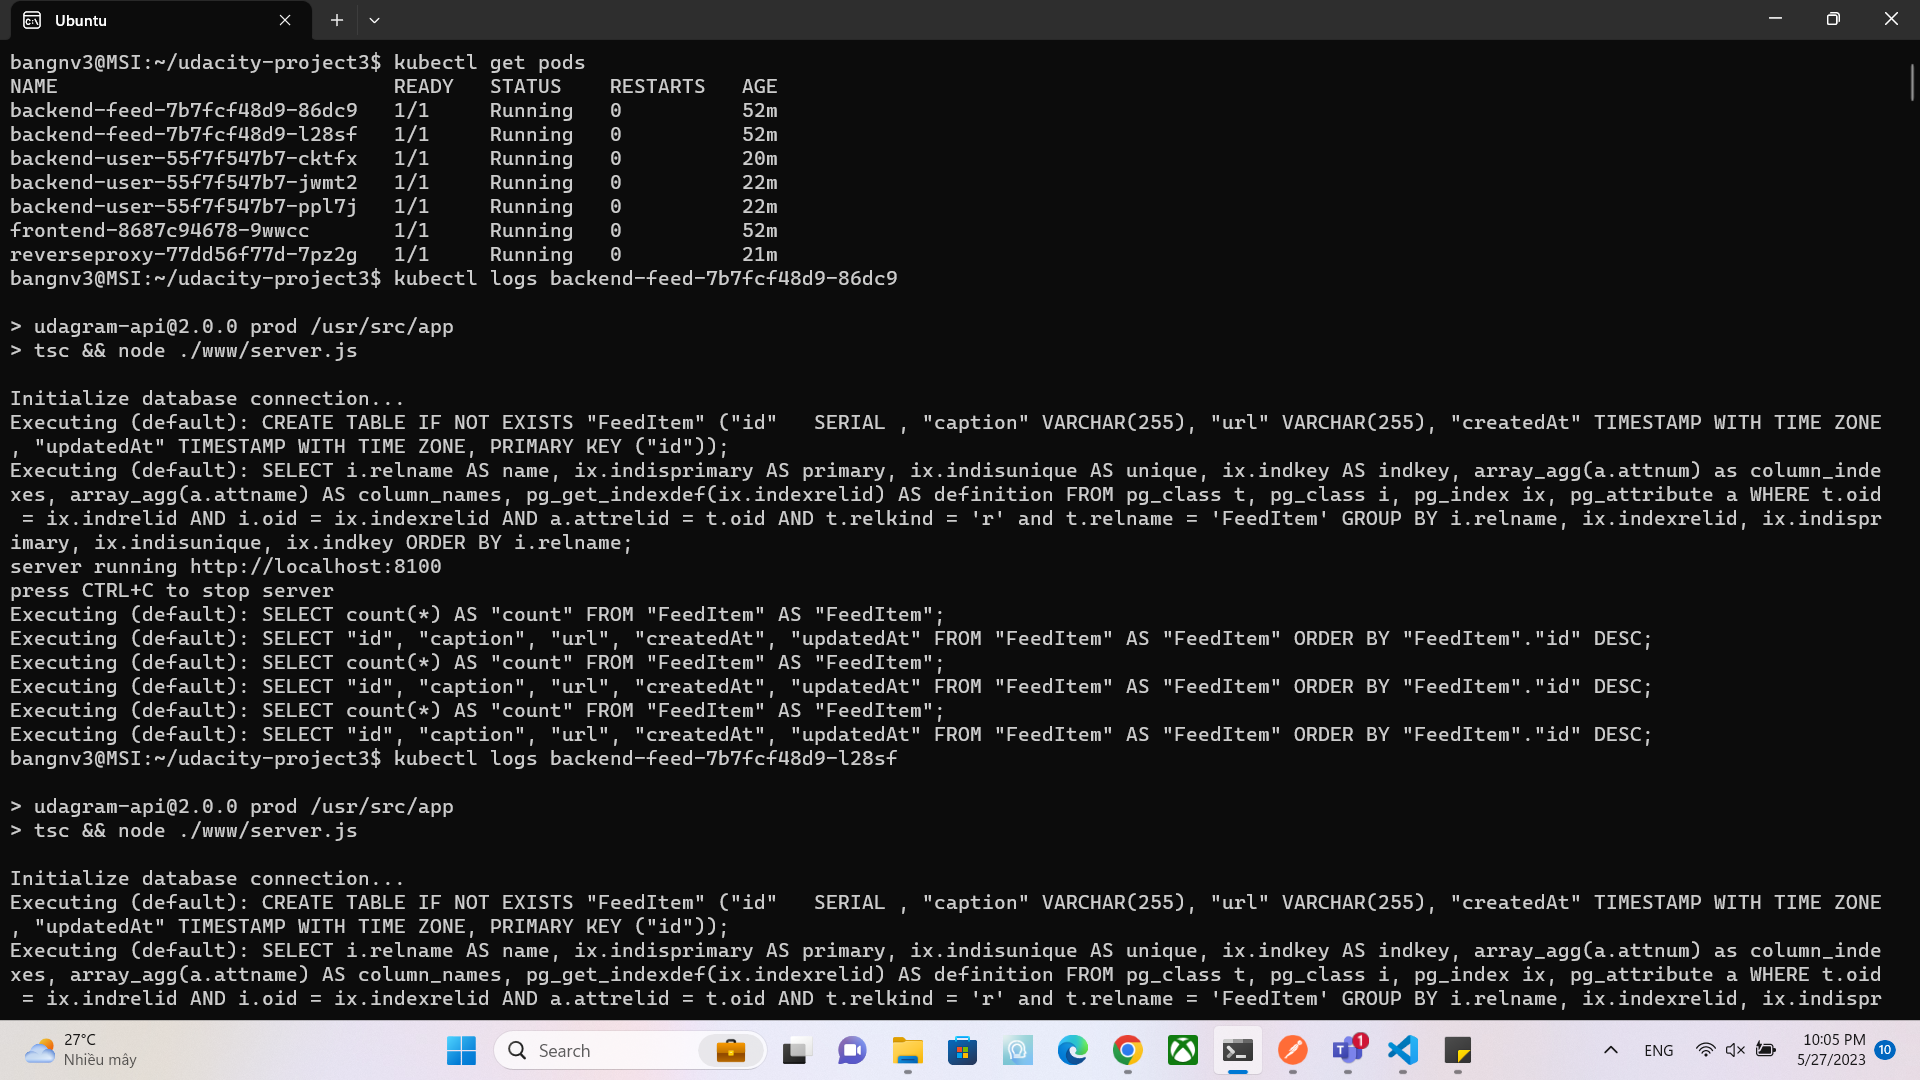 Ubuntu
bangnv3@MSI:~/udacity-project3$ kubectl get pods
NAME                            READY   STATUS    RESTARTS   AGE
backend-feed-7b7fcf48d9-86dc9   1/1     Running   0          52m
backend-feed-7b7fcf48d9-l28sf   1/1     Running   0          52m
backend-user-55f7f547b7-cktfx   1/1     Running   0          20m
backend-user-55f7f547b7-jwmt2   1/1     Running   0          22m
backend-user-55f7f547b7-ppl7j   1/1     Running   0          22m
frontend-8687c94678-9wwcc       1/1     Running   0          52m
reverseproxy-77dd56f77d-7pz2g   1/1     Running   0          21m
bangnv3@MSI:~/udacity-project3$ kubectl logs backend-feed-7b7fcf48d9-86dc9
> udagram-api@2.0.0 prod /usr/src/app
> tsc && node ./www/server.js
Initialize database connection...
Executing (default): CREATE TABLE IF NOT EXISTS "FeedItem" ("id"   SERIAL , "caption" VARCHAR(255), "url" VARCHAR(255), "createdAt" TIMESTAMP WITH TIME ZONE
, "updatedAt" TIMESTAMP WITH TIME ZONE, PRIMARY KEY ("id"));
Executing (default): SELECT i.relname AS name, ix.indisprimary AS primary, ix.indisunique AS unique, ix.indkey AS indkey, array_agg(a.attnum) as column_inde
xes, array_agg(a.attname) AS column_names, pg_get_indexdef(ix.indexrelid) AS definition FROM pg_class t, pg_class i, pg_index ix, pg_attribute a WHERE t.oid
 = ix.indrelid AND i.oid = ix.indexrelid AND a.attrelid = t.oid AND t.relkind = 'r' and t.relname = 'FeedItem' GROUP BY i.relname, ix.indexrelid, ix.indispr
imary, ix.indisunique, ix.indkey ORDER BY i.relname;
server running http://localhost:8100
press CTRL+C to stop server
Executing (default): SELECT count(*) AS "count" FROM "FeedItem" AS "FeedItem";
Executing (default): SELECT "id", "caption", "url", "createdAt", "updatedAt" FROM "FeedItem" AS "FeedItem" ORDER BY "FeedItem"."id" DESC;
Executing (default): SELECT count(*) AS "count" FROM "FeedItem" AS "FeedItem";
Executing (default): SELECT "id", "caption", "url", "createdAt", "updatedAt" FROM "FeedItem" AS "FeedItem" ORDER BY "FeedItem"."id" DESC;
Executing (default): SELECT count(*) AS "count" FROM "FeedItem" AS "FeedItem";
Executing (default): SELECT "id", "caption", "url", "createdAt", "updatedAt" FROM "FeedItem" AS "FeedItem" ORDER BY "FeedItem"."id" DESC;
bangnv3@MSI:~/udacity-project3$ kubectl logs backend-feed-7b7fcf48d9-l28sf
> udagram-api@2.0.0 prod /usr/src/app
> tsc && node ./www/server.js
Initialize database connection...
Executing (default): CREATE TABLE IF NOT EXISTS "FeedItem" ("id"   SERIAL , "caption" VARCHAR(255), "url" VARCHAR(255), "createdAt" TIMESTAMP WITH TIME ZONE
, "updatedAt" TIMESTAMP WITH TIME ZONE, PRIMARY KEY ("id"));
Executing (default): SELECT i.relname AS name, ix.indisprimary AS primary, ix.indisunique AS unique, ix.indkey AS indkey, array_agg(a.attnum) as column_inde
xes, array_agg(a.attname) AS column_names, pg_get_indexdef(ix.indexrelid) AS definition FROM pg_class t, pg_class i, pg_index ix, pg_attribute a WHERE t.oid
 = ix.indrelid AND i.oid = ix.indexrelid AND a.attrelid = t.oid AND t.relkind = 'r' and t.relname = 'FeedItem' GROUP BY i.relname, ix.indexrelid, ix.indispr
27°C
Nhiều mây
Search
1
ENG
10:05 PM
5/27/2023
10